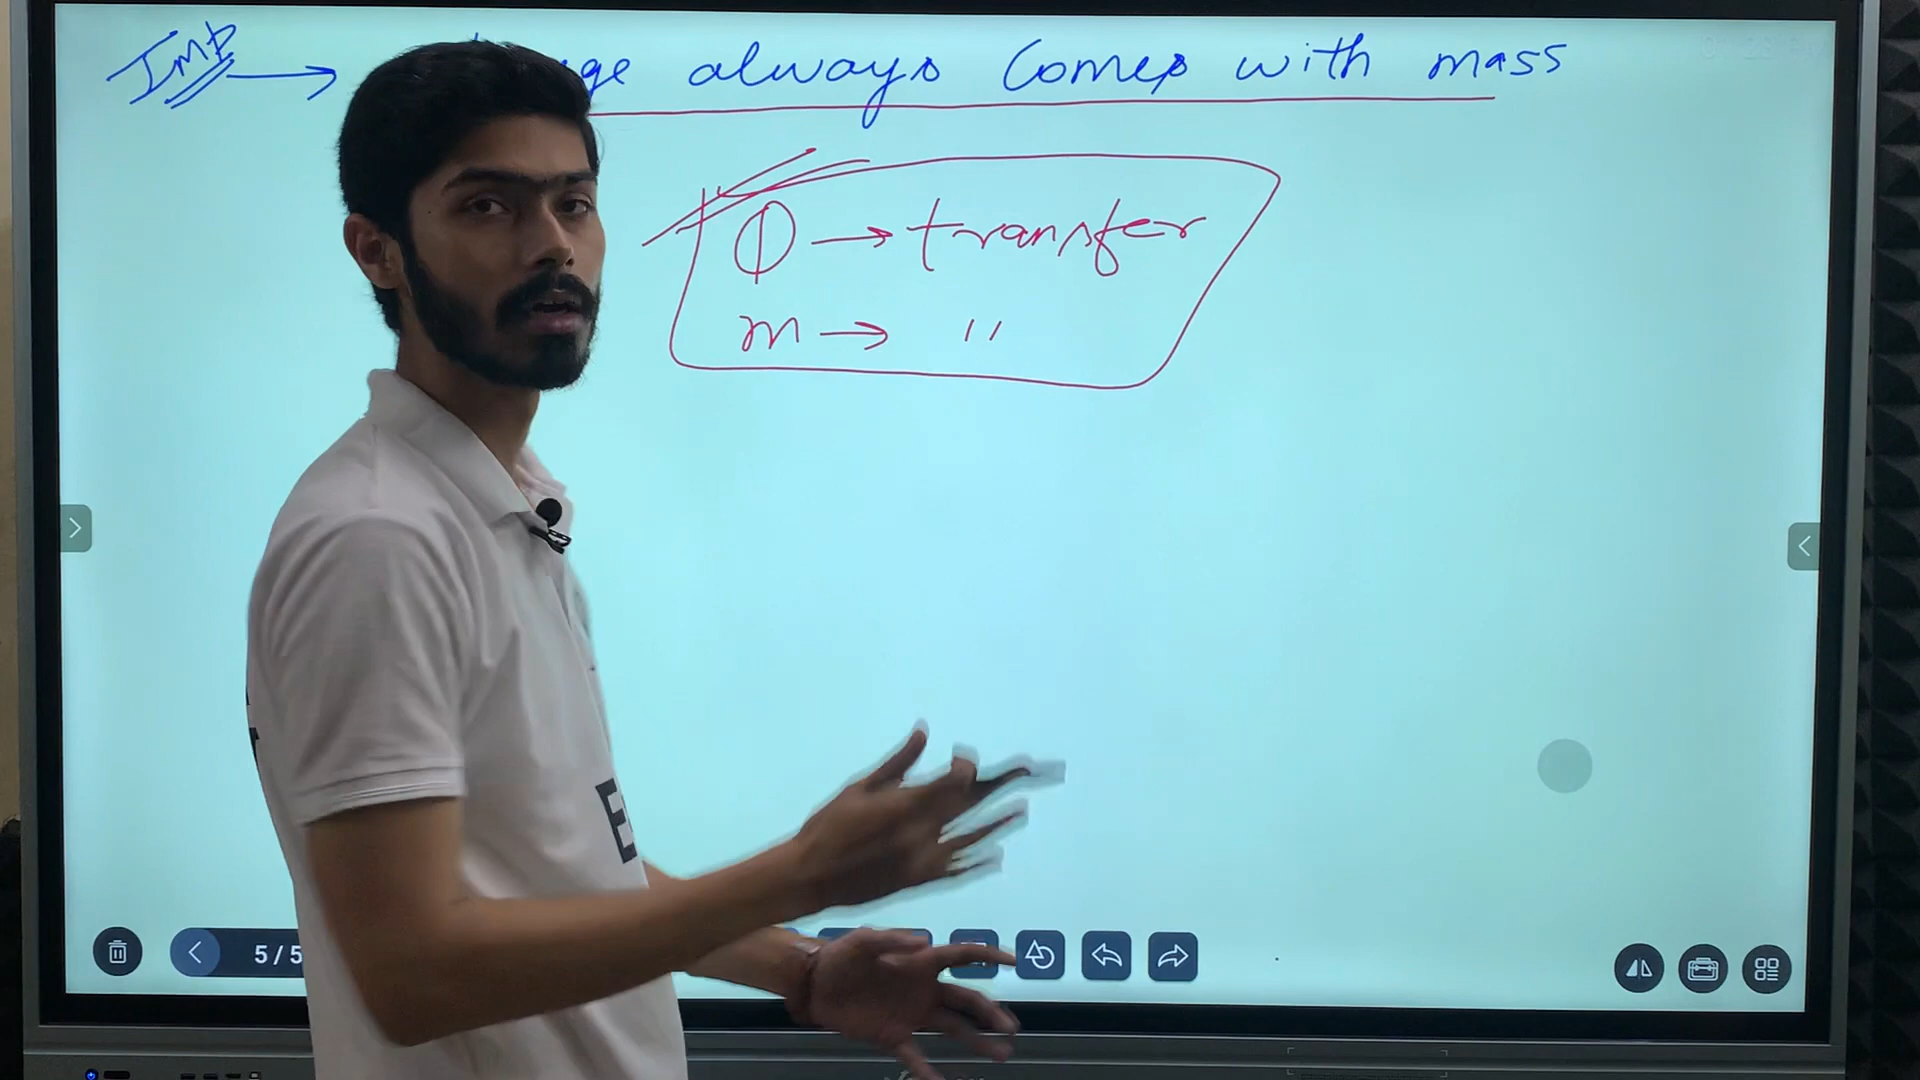 IMP → ge always comes with mass
Φ → transfer
m → "
5/5
E